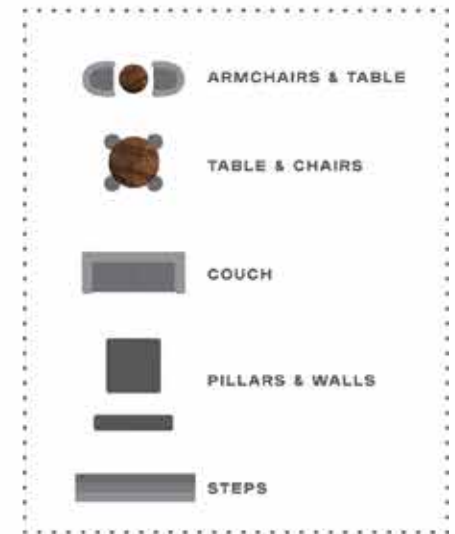 ARMCHAIRS & TABLE
TABLE & CHAIRS
COUCH
PILLARS & WALLS
STEPS